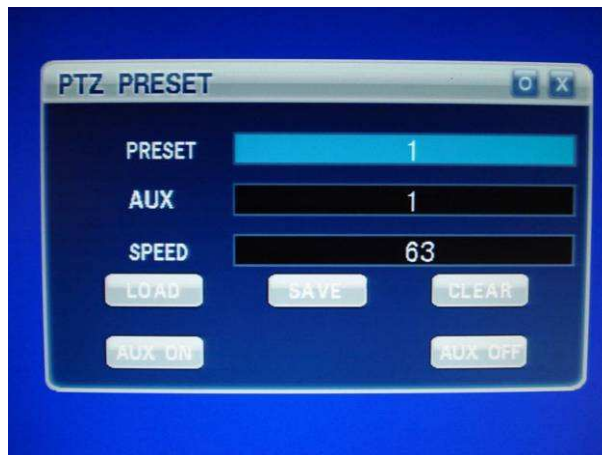 PTZ PRESET O X
PRESET 1
AUX 1
SPEED 63
LOAD SAVE CLEAR
AUX ON AUX OFF